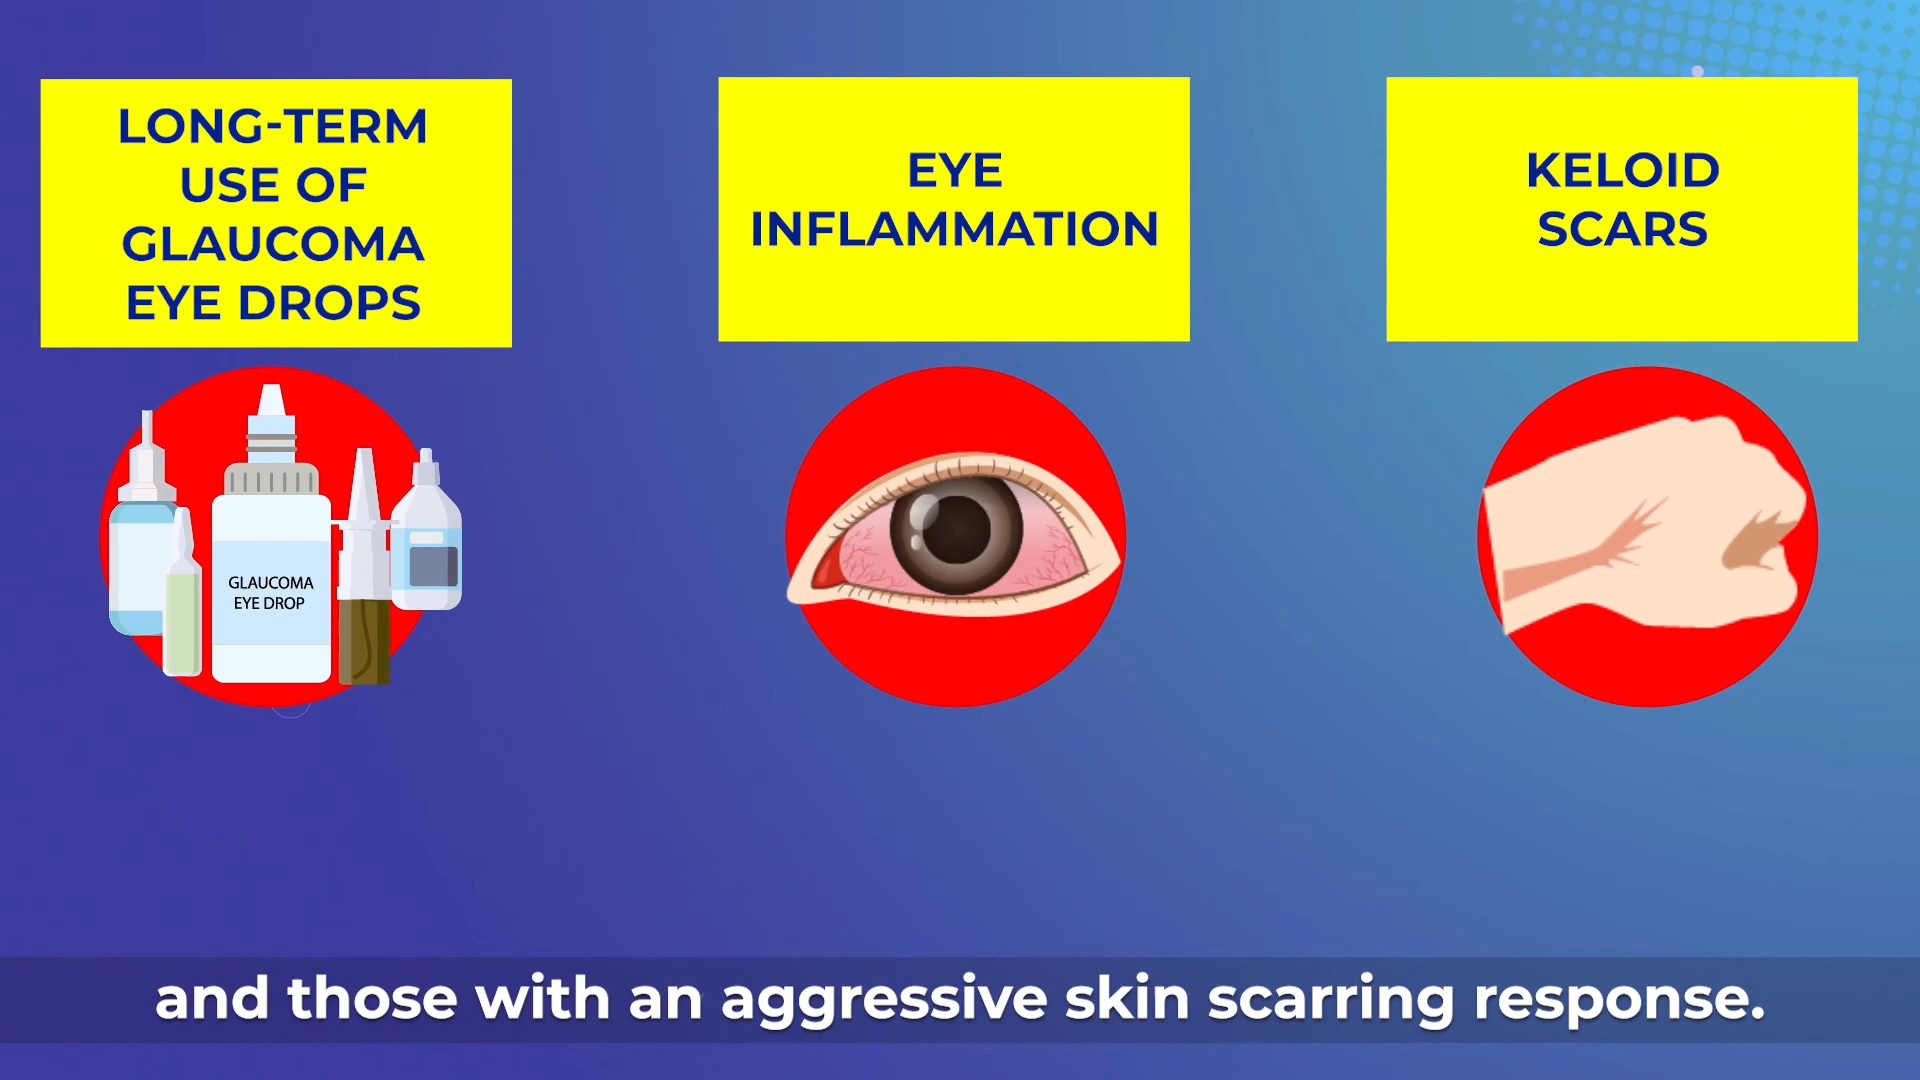 LONG-TERM
USE OF
GLAUCOMA
EYE DROPS
EYE
INFLAMMATION
KELOID
SCARS
GLAUCOMA
EYE DROP
and those with an aggressive skin scarring response.